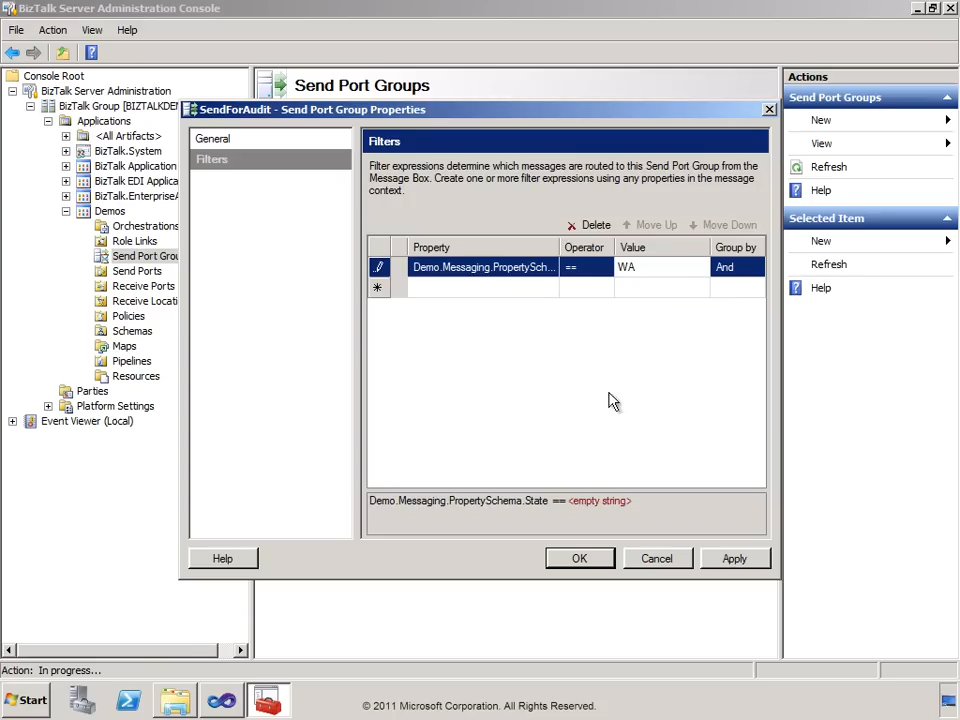 BizTalk Server Administration Console
File Action View Help
Console Root
BizTalk Server Administration
BizTalk Group [BIZTALKDEM
Applications
<All Artifacts>
BizTalk.System
BizTalk Application
BizTalk EDI Applica
BizTalk.EnterpriseA
Demos
Orchestrations
Role Links
Send Port Grou
Send Ports
Receive Ports
Receive Locati
Policies
Schemas
Maps
Pipelines
Resources
Parties
Platform Settings
Event Viewer (Local)
Send Port Groups
SendForAudit - Send Port Group Properties
General
Filters
Filters
Filter expressions determine which messages are routed to this Send Port Group from the
Message Box. Create one or more filter expressions using any properties in the message
context.
Delete Move Up Move Down
Property Operator Value Group by
Demo.Messaging.PropertySch... == WA And
Demo.Messaging.PropertySchema.State == <empty string>
Help OK Cancel Apply
Actions
Send Port Groups
New
View
Refresh
Help
Selected Item
New
Refresh
Help
Action: In progress...
Start
© 2011 Microsoft Corporation. All Rights Reserved.